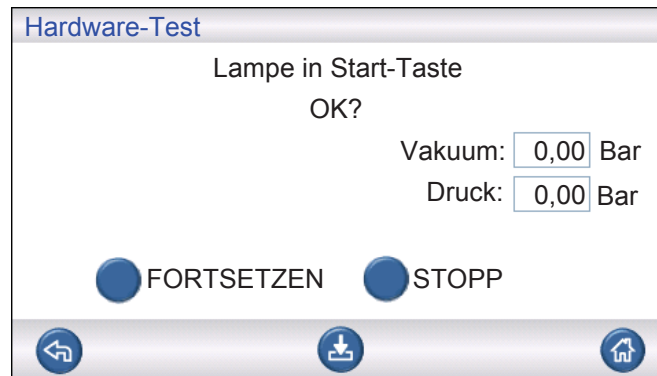 Hardware-Test
Lampe in Start-Taste
OK?
Vakuum: 0,00 Bar
Druck: 0,00 Bar
FORTSETZEN STOPP